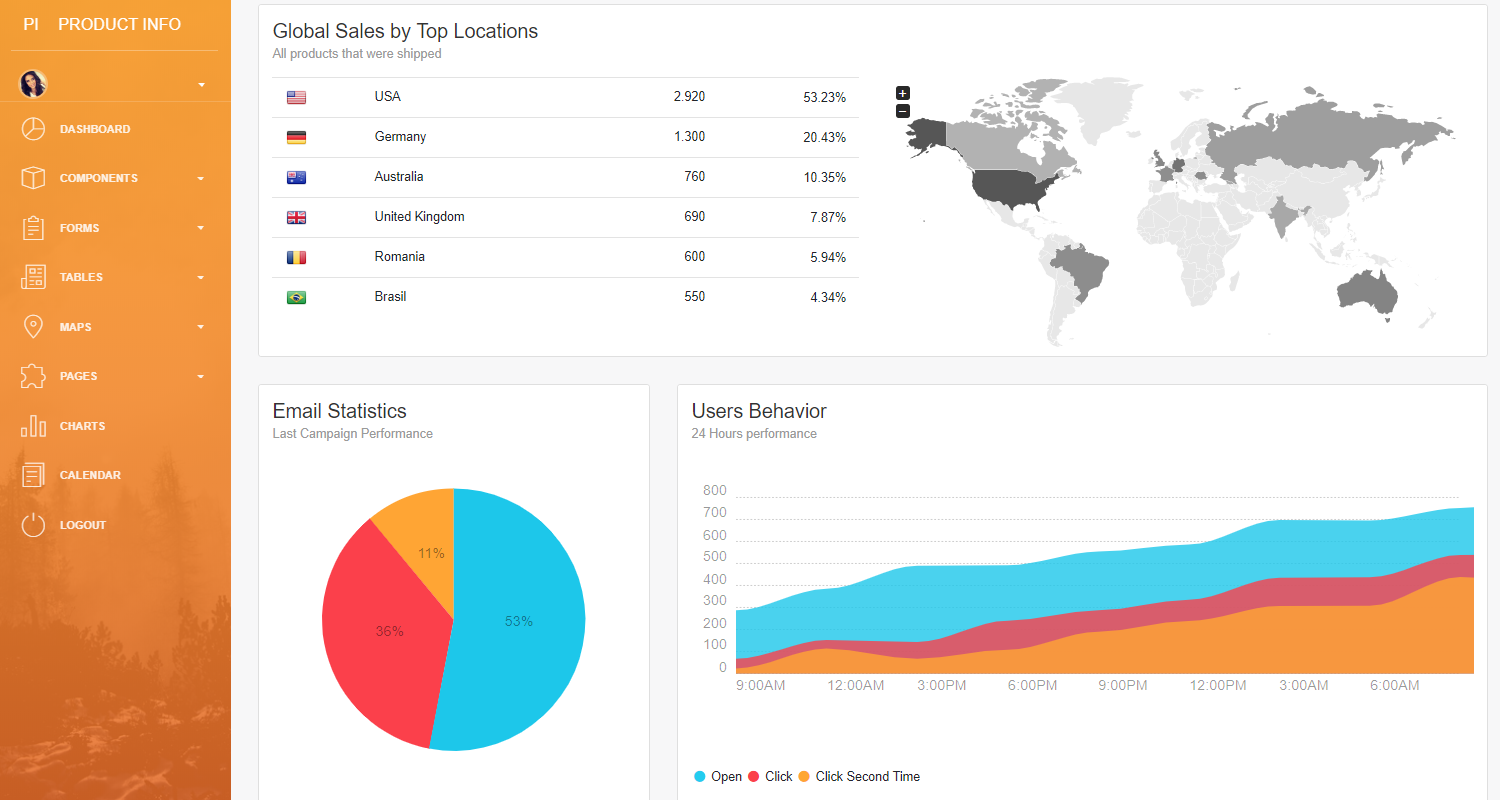 PI PRODUCT INFO
DASHBOARD
COMPONENTS
FORMS
TABLES
MAPS
PAGES
CHARTS
CALENDAR
LOGOUT
Global Sales by Top Locations
All products that were shipped
USA 2.920 53.23%
Germany 1.300 20.43%
Australia 760 10.35%
United Kingdom 690 7.87%
Romania 600 5.94%
Brasil 550 4.34%
+
−
Email Statistics
Last Campaign Performance
11%
36%
53%
Users Behavior
24 Hours performance
800
700
600
500
400
300
200
100
0
9:00AM 12:00AM 3:00PM 6:00PM 9:00PM 12:00PM 3:00AM 6:00AM
Open Click Click Second Time